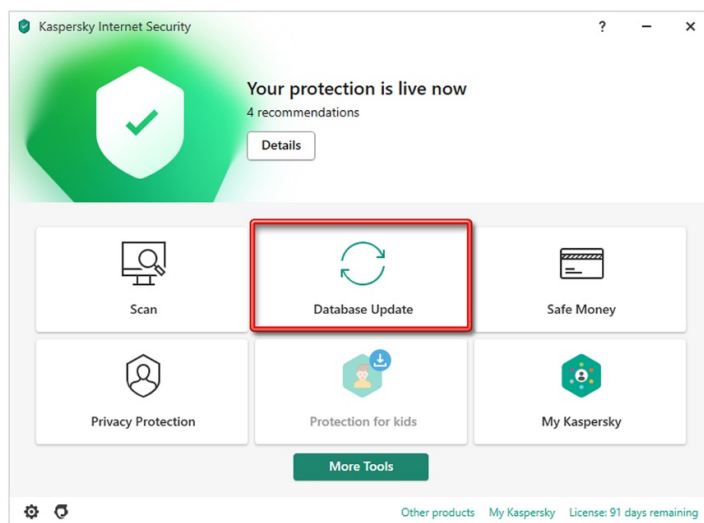 Kaspersky Internet Security
?
Your protection is live now
4 recommendations
Details
Scan
Database Update
Safe Money
Privacy Protection
Protection for kids
My Kaspersky
More Tools
Other products My Kaspersky License: 91 days remaining